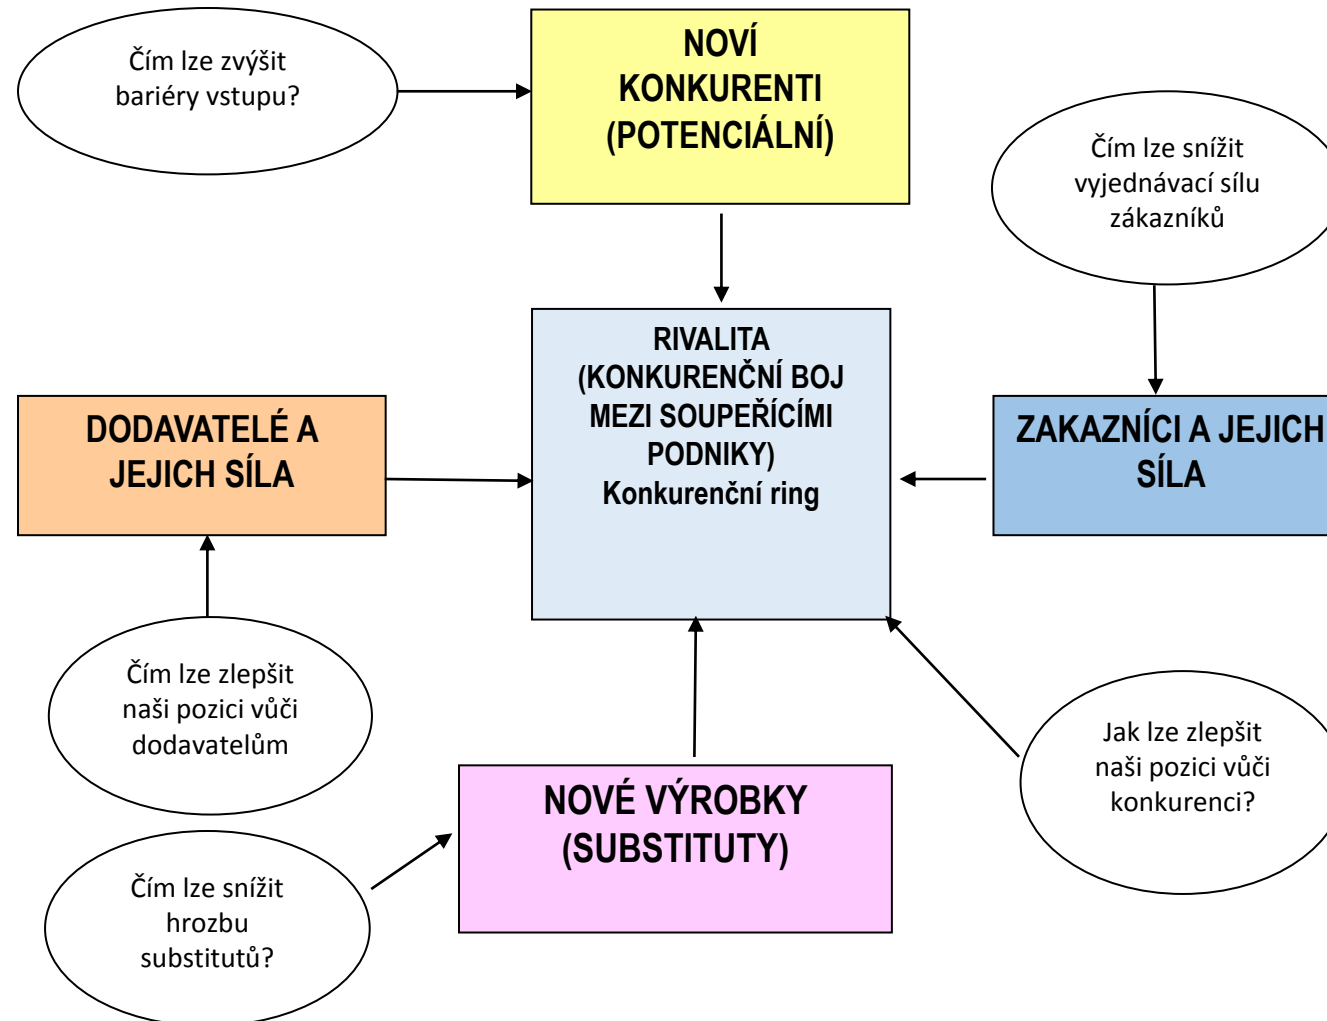 Čím lze zvýšit
bariéry vstupu?
NOVÍ
KONKURENTI
(POTENCIÁLNÍ)
Čím lze snížit
vyjednávací sílu
zákazníků
RIVALITA
(KONKURENČNÍ BOJ
MEZI SOUPEŘÍCÍMI
PODNIKY)
Konkurenční ring
DODAVATELÉ A
JEJICH SÍLA
ZAKAZNÍCI A JEJICH
SÍLA
Čím lze zlepšit
naši pozici vůči
dodavatelům
Jak lze zlepšit
naši pozici vůči
konkurenci?
NOVÉ VÝROBKY
(SUBSTITUTY)
Čím lze snížit
hrozbu
substitutů?